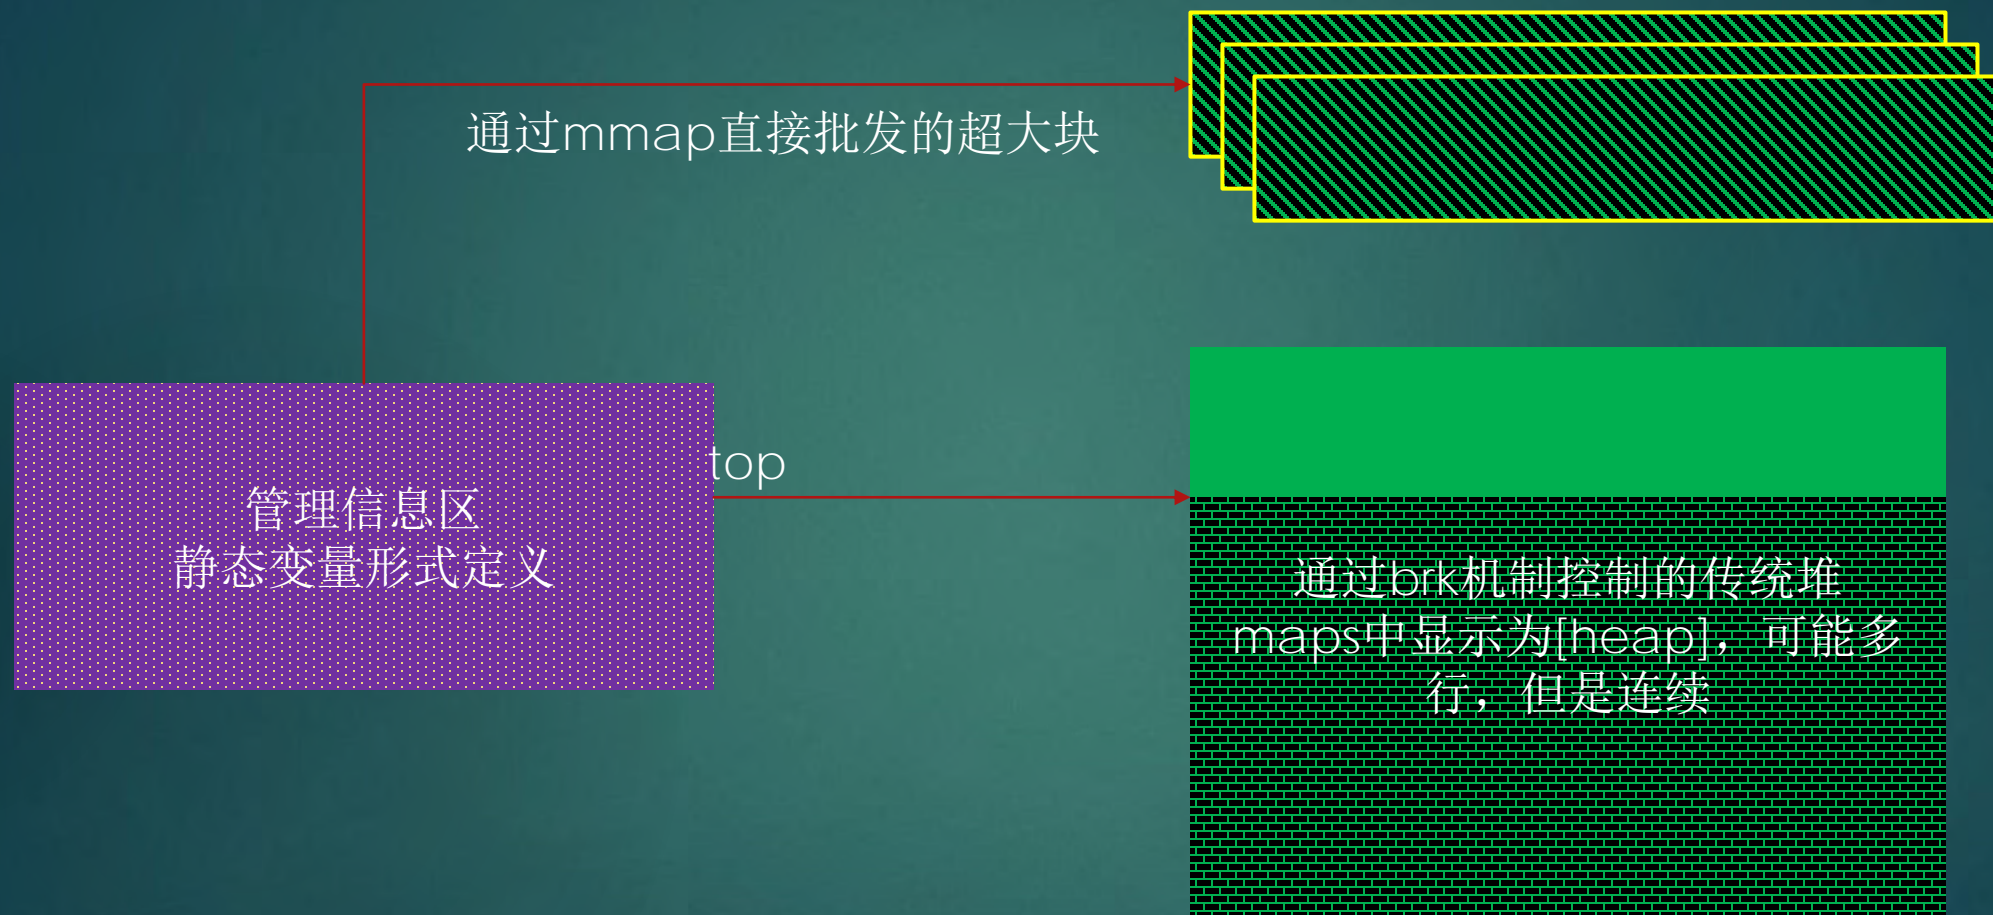 通过mmap直接批发的超大块
top
管理信息区
静态变量形式定义
通过brk机制控制的传统堆
maps中显示为[heap]，可能多
行，但是连续